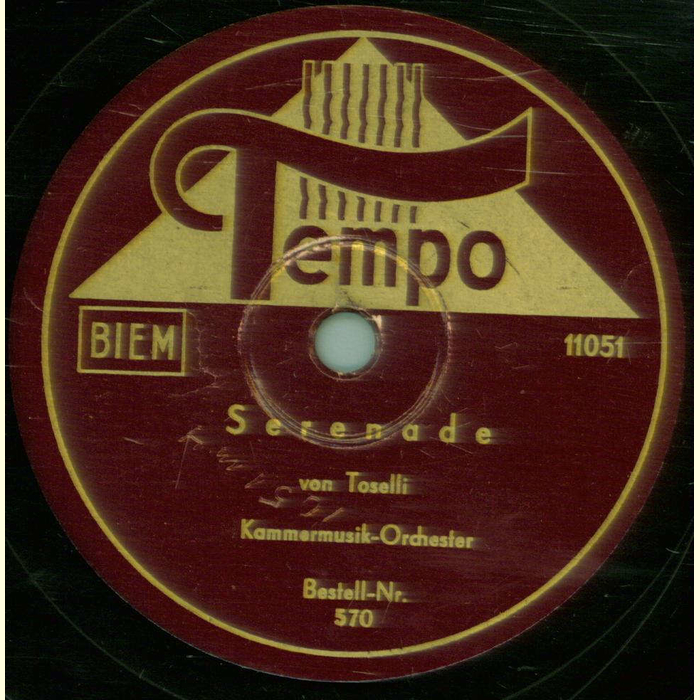 Tempo
BIEM
11051
Serenade
von Toselli
Kammermusik-Orchester
Bestell-Nr.
570